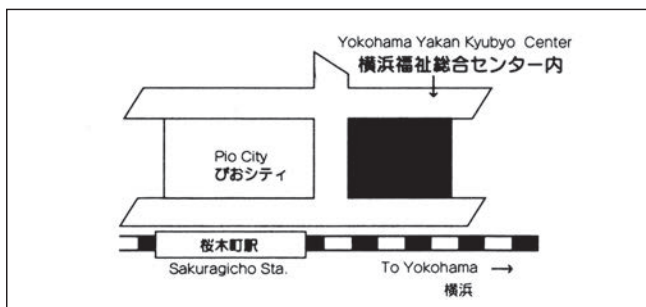 Yokohama Yakan Kyubyo Center
横浜福祉総合センター内
Pio City
ぴおシティ
桜木町駅
Sakuragicho Sta.
To Yokohama →
横浜